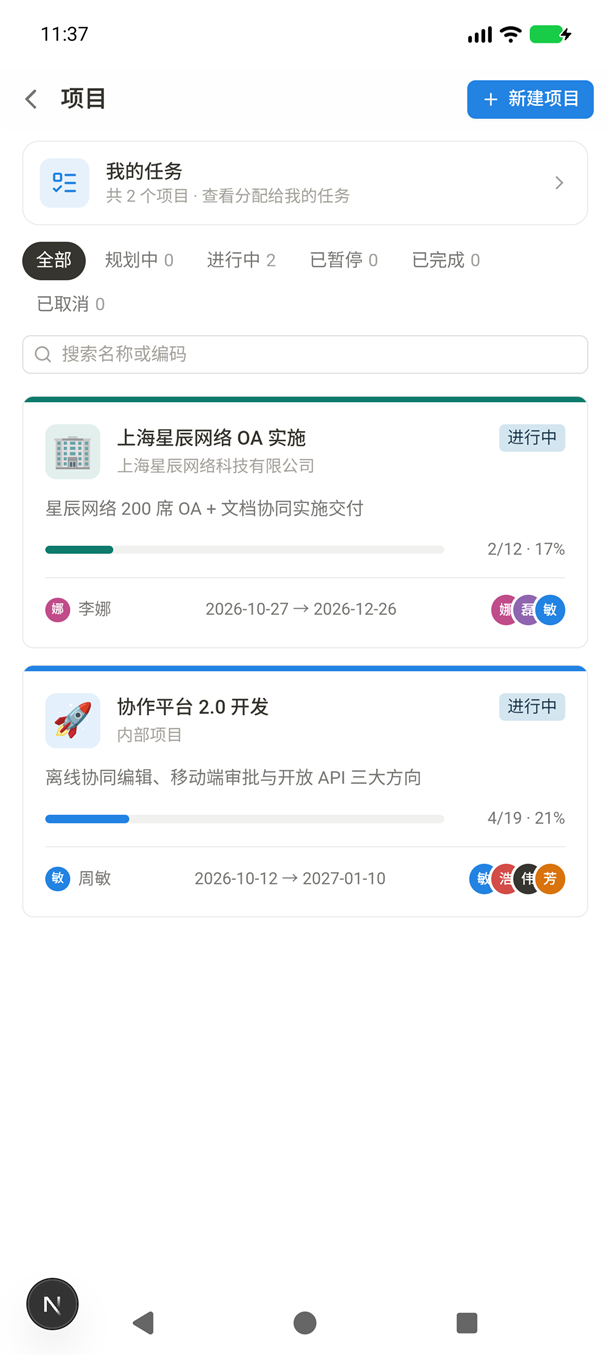 11:37
项目
+ 新建项目
我的任务
共 2 个项目 · 查看分配给我的任务
全部 规划中 0 进行中 2 已暂停 0 已完成 0
已取消 0
搜索名称或编码
上海星辰网络 OA 实施 进行中
上海星辰网络科技有限公司
星辰网络 200 席 OA + 文档协同实施交付
2/12 · 17%
娜 李娜 2026-10-27 → 2026-12-26 娜 磊 敏
协作平台 2.0 开发 进行中
内部项目
离线协同编辑、移动端审批与开放 API 三大方向
4/19 · 21%
敏 周敏 2026-10-12 → 2027-01-10 敏 浩 伟 芳
N